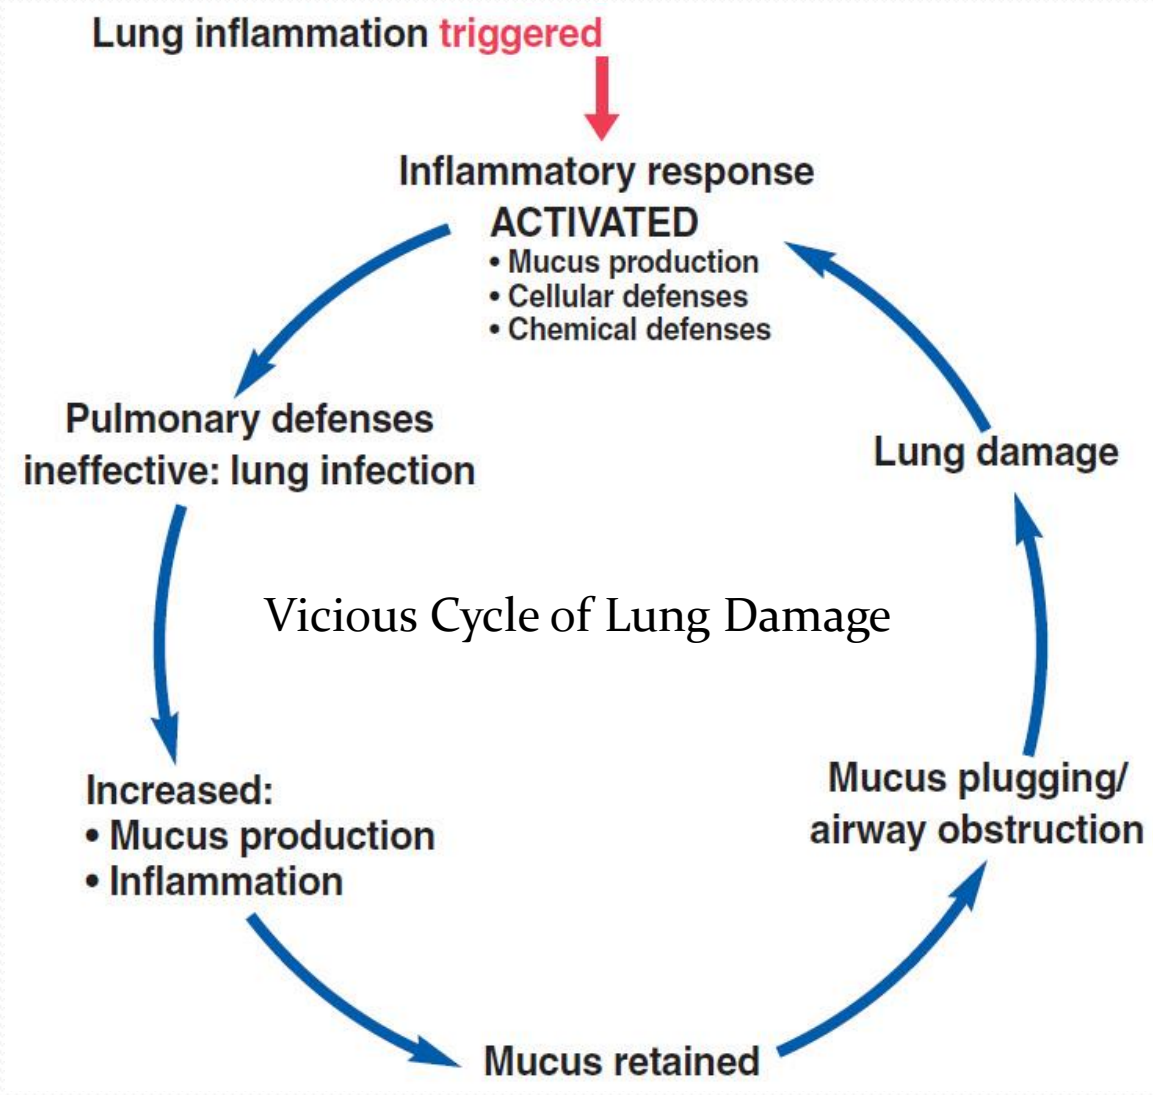 Lung inflammation triggered
Inflammatory response
ACTIVATED
• Mucus production
• Cellular defenses
• Chemical defenses
Pulmonary defenses
ineffective: lung infection
Lung damage
Vicious Cycle of Lung Damage
Increased:
• Mucus production
• Inflammation
Mucus plugging/
airway obstruction
Mucus retained